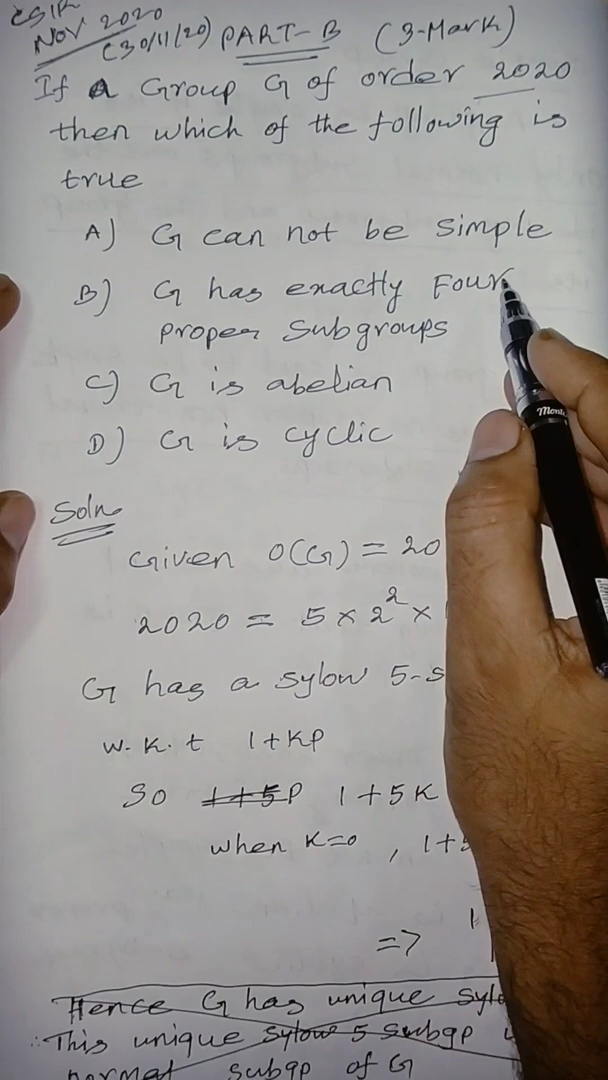 CSIR
NOV 2020
(30/11/20) PART-B (3-Mark)
If a Group G of order 2020
then which of the following is
true
A) G can not be simple
B) G has exactly Four
proper Subgroups
C) G is abelian
D) G is cyclic
Soln
Given O(G) = 20
2020 = 5 × 2² ×
G has a sylow 5-s
w.k.t 1+KP
So 1+5P 1+5K
when K=0, 1+5
=>
Hence G has unique sylo
∴ This unique sylow 5 subgp
normal subgp of G
Mont